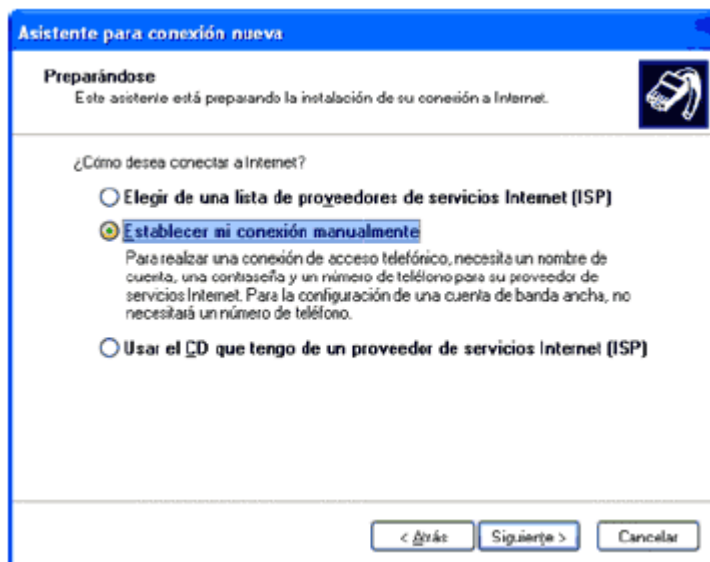 Asistente para conexión nueva
Preparándose
Este asistente está preparando la instalación de su conexión a Internet.
¿Cómo desea conectar a Internet?
Elegir de una lista de proveedores de servicios Internet (ISP)
Establecer mi conexión manualmente
Para realizar una conexión de acceso telefónico, necesita un nombre de
cuenta, una contraseña y un número de teléfono para su proveedor de
servicios Internet. Para la configuración de una cuenta de banda ancha, no
necesitará un número de teléfono.
Usar el CD que tengo de un proveedor de servicios Internet (ISP)
< Atrás Siguiente > Cancelar